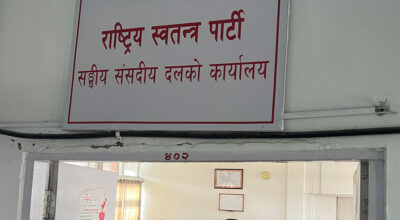 राष्ट्रिय स्वतन्त्र पार्टी
सङ्घीय संसदीय दलको कार्यालय
४०२